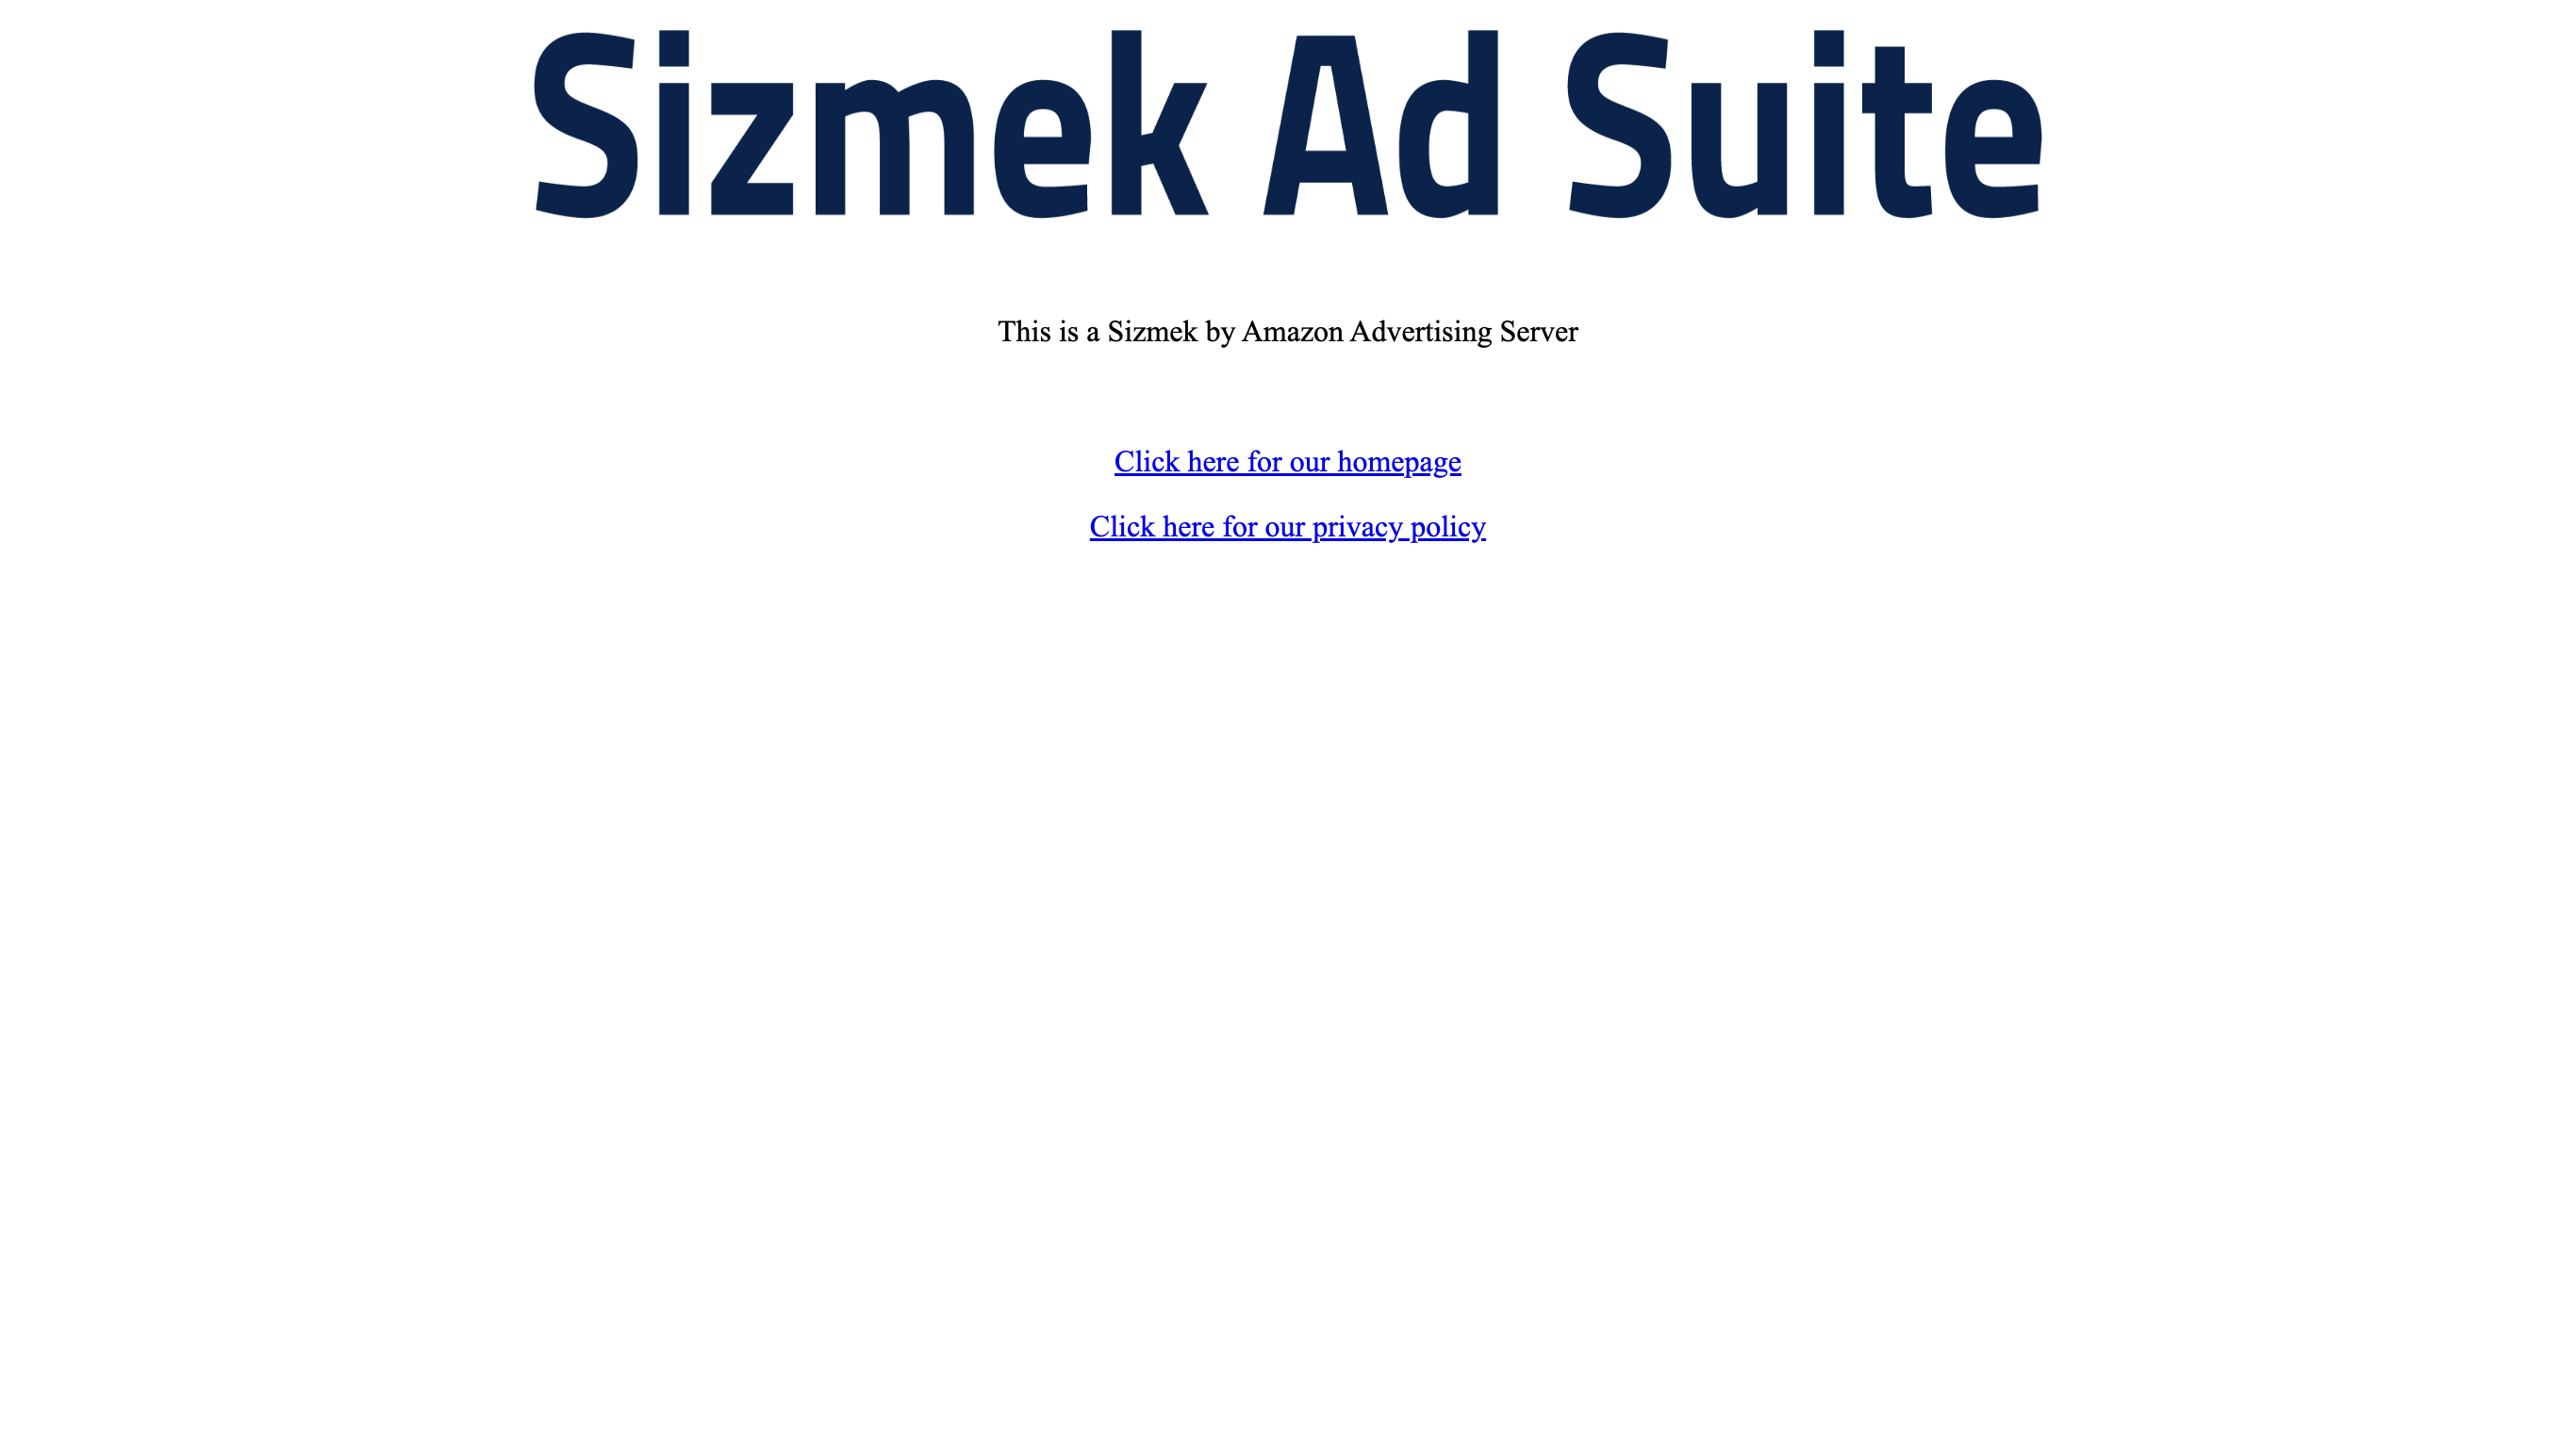 Sizmek Ad Suite
This is a Sizmek by Amazon Advertising Server
Click here for our homepage
Click here for our privacy policy